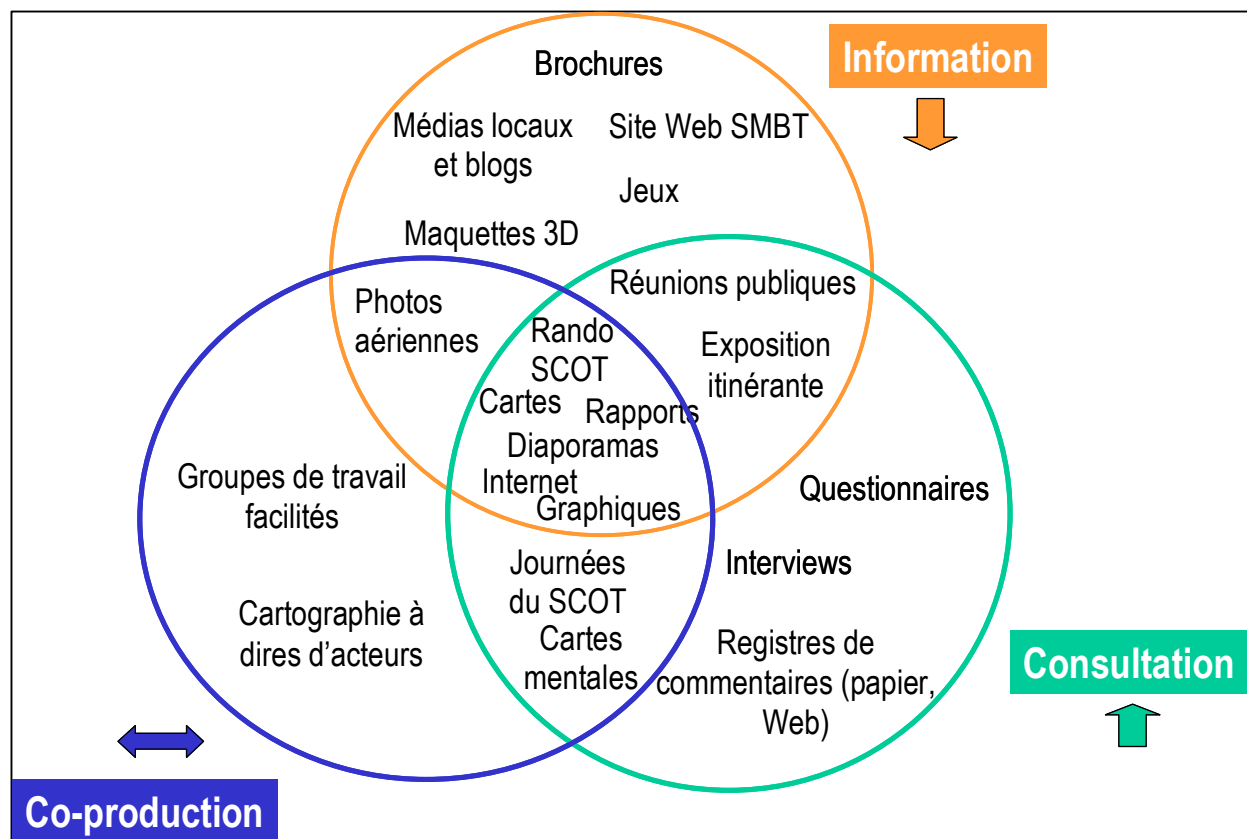 Brochures
Information
Médias locaux
et blogs
Site Web SMBT
Jeux
Maquettes 3D
Réunions publiques
Photos
aériennes
Rando
SCOT
Exposition
itinérante
Cartes
Rapports
Diaporamas
Internet
Graphiques
Groupes de travail
facilités
Questionnaires
Journées
du SCOT
Interviews
Cartographie à
dires d’acteurs
Cartes
mentales
Registres de
commentaires (papier,
Web)
Consultation
Co-production